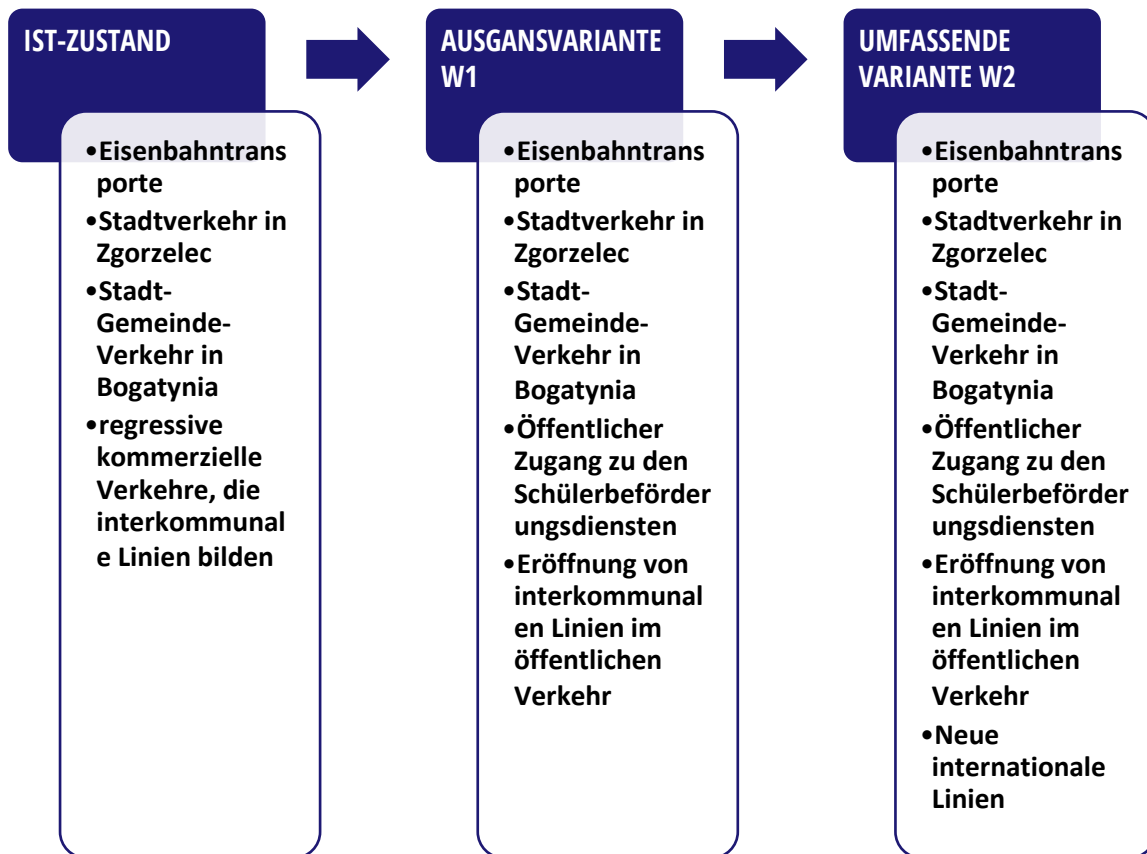 IST-ZUSTAND
•Eisenbahntrans
porte
•Stadtverkehr in
Zgorzelec
•Stadt-
Gemeinde-
Verkehr in
Bogatynia
•regressive
kommerzielle
Verkehre, die
interkommunal
e Linien bilden
AUSGANSVARIANTE
W1
•Eisenbahntrans
porte
•Stadtverkehr in
Zgorzelec
•Stadt-
Gemeinde-
Verkehr in
Bogatynia
•Öffentlicher
Zugang zu den
Schülerbeförder
ungsdiensten
•Eröffnung von
interkommunal
en Linien im
öffentlichen
Verkehr
UMFASSENDE
VARIANTE W2
•Eisenbahntrans
porte
•Stadtverkehr in
Zgorzelec
•Stadt-
Gemeinde-
Verkehr in
Bogatynia
•Öffentlicher
Zugang zu den
Schülerbeförder
ungsdiensten
•Eröffnung von
interkommunal
en Linien im
öffentlichen
Verkehr
•Neue
internationale
Linien